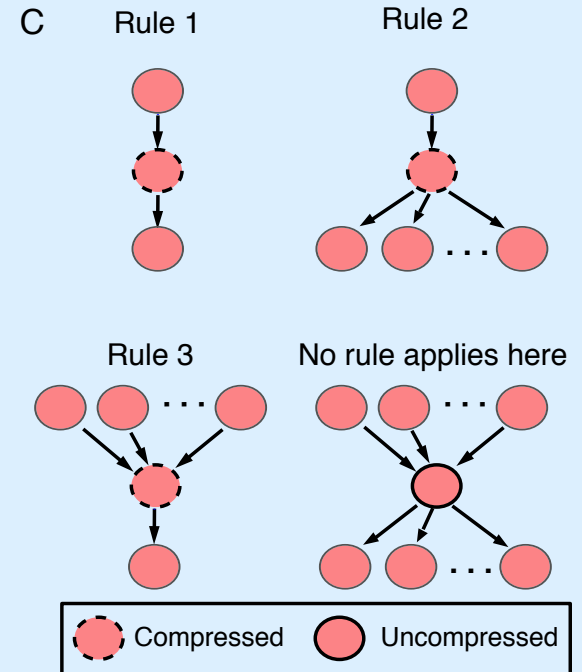 C
Rule 1
Rule 2
. . .
Rule 3
No rule applies here
. . .
. . .
. . .
Compressed
Uncompressed